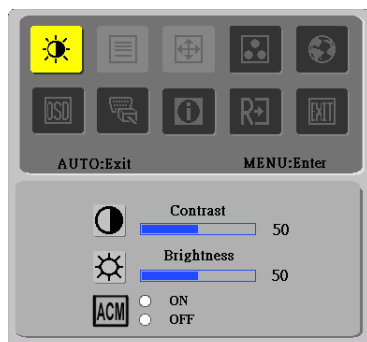 OSD
i
R
EXIT
AUTO:Exit MENU:Enter
Contrast
50
Brightness
50
ACM ON
OFF